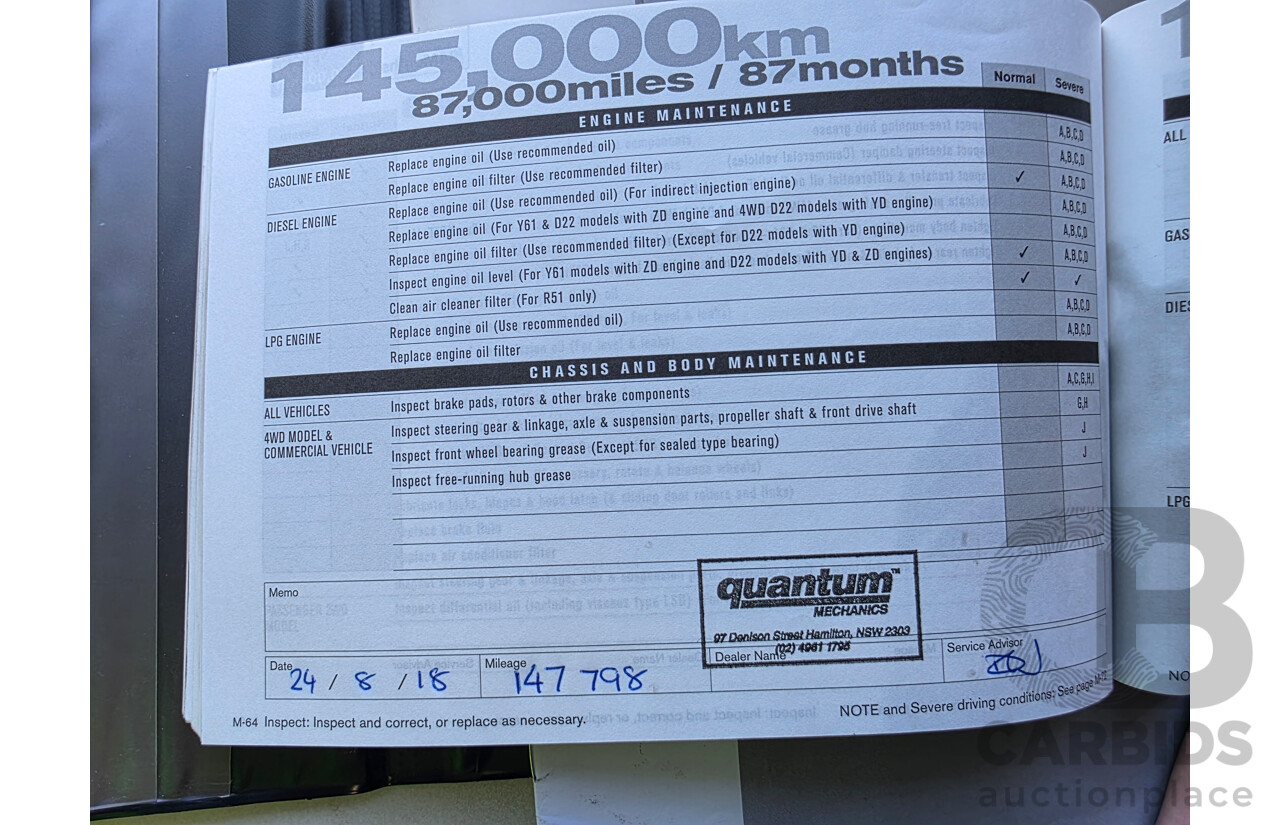 145,000km
87,000miles / 87months
Normal Severe
ENGINE MAINTENANCE
GASOLINE ENGINE Replace engine oil (Use recommended oil) A,B,C,D
Replace engine oil filter (Use recommended filter) A,B,C,D
DIESEL ENGINE Replace engine oil (Use recommended oil) (For indirect injection engine) ✓ A,B,C,D
Replace engine oil (For Y61 & D22 models with ZD engine and 4WD D22 models with YD engine) A,B,C,D
Replace engine oil filter (Use recommended filter) (Except for D22 models with YD engine) A,B,C,D
Inspect engine oil level (For Y61 models with ZD engine and D22 models with YD & ZD engines) ✓ A,B,C,D
Clean air cleaner filter (For R51 only) ✓ ✓
LPG ENGINE Replace engine oil (Use recommended oil) A,B,C,D
Replace engine oil filter A,B,C,D
CHASSIS AND BODY MAINTENANCE
ALL VEHICLES Inspect brake pads, rotors & other brake components A,C,G,H,I
4WD MODEL & COMMERCIAL VEHICLE Inspect steering gear & linkage, axle & suspension parts, propeller shaft & front drive shaft G,H
Inspect front wheel bearing grease (Except for sealed type bearing) J
Inspect free-running hub grease J
Memo
quantum™
MECHANICS
97 Denison Street Hamilton, NSW 2303
(02) 4961 1795
Date 24 / 8 / 18
Mileage 147 798
Dealer Name
Service Advisor
M-64 Inspect: Inspect and correct, or replace as necessary.
NOTE and Severe driving conditions: See page M-72
1
ALL
GAS
DIE
LPG
NO
CB
CARBIDS
auctionplace